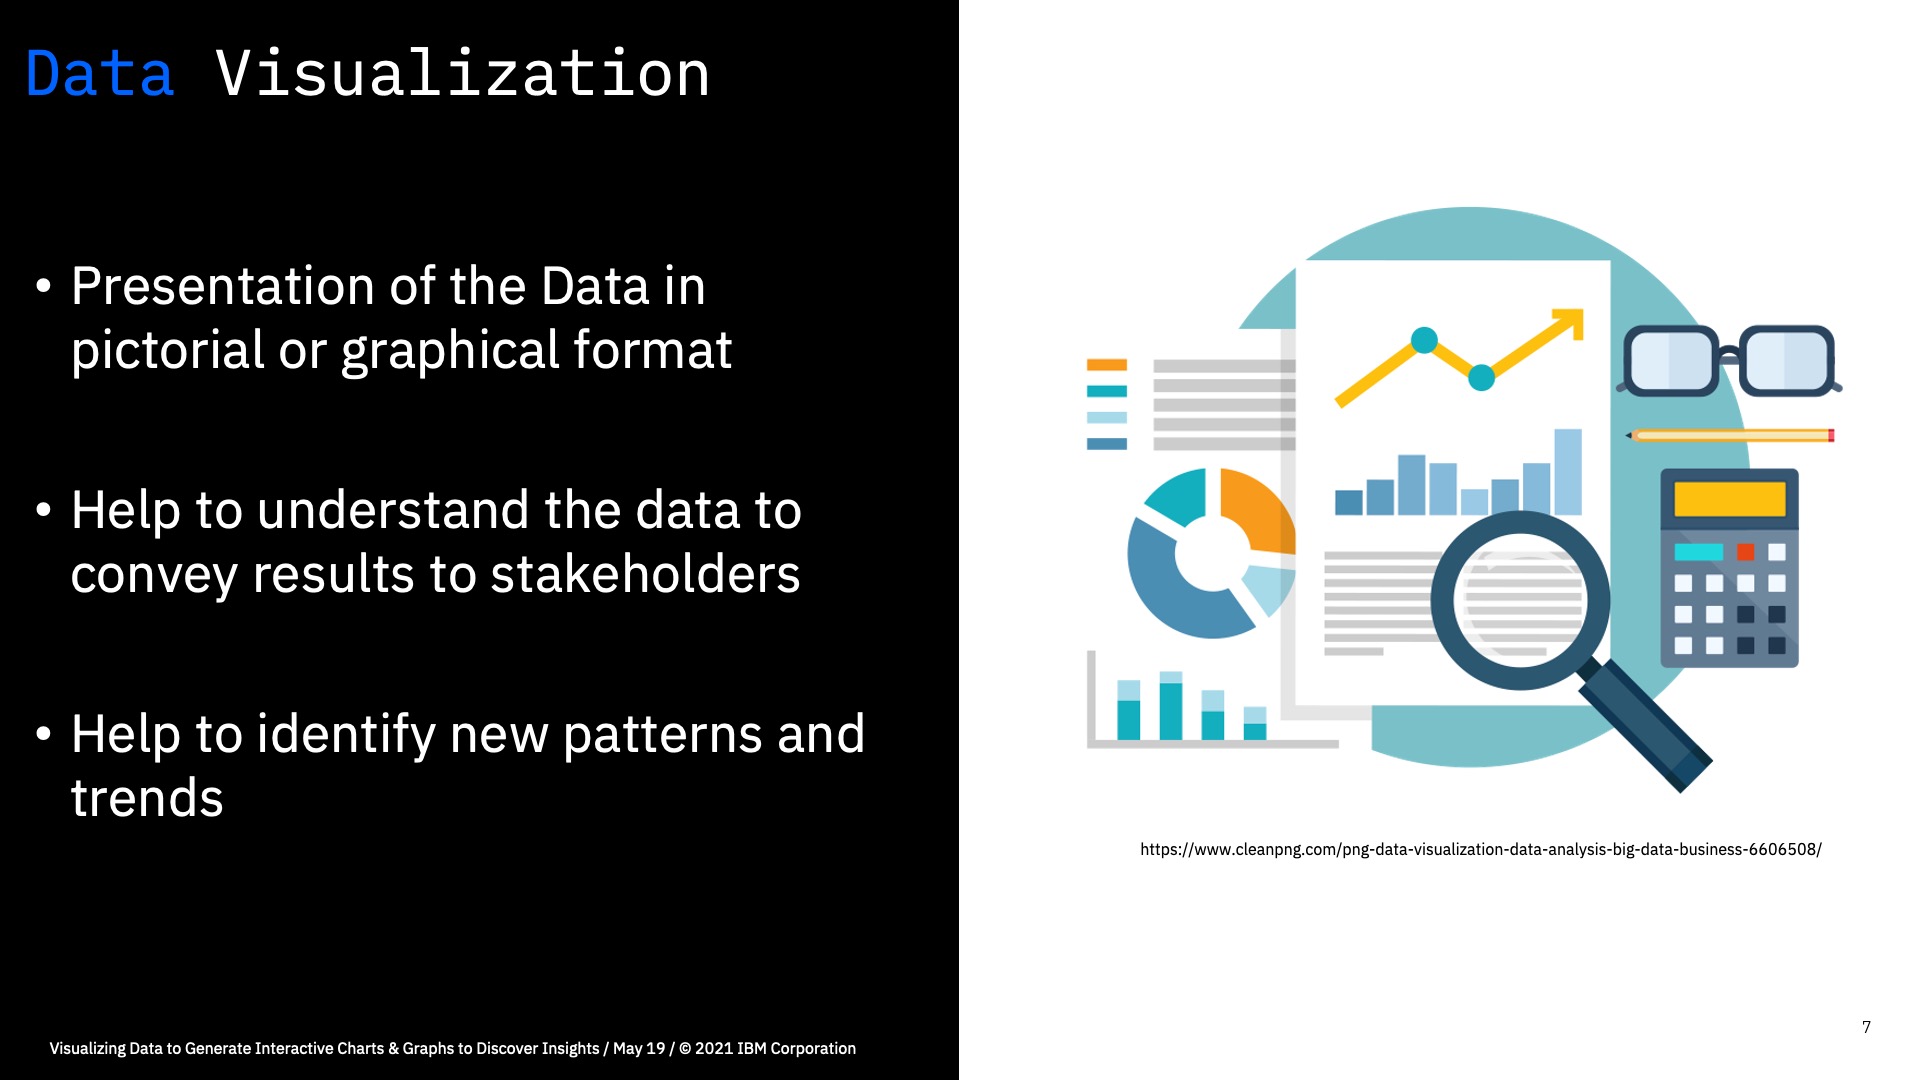 Data Visualization
• Presentation of the Data in
pictorial or graphical format
• Help to understand the data to
convey results to stakeholders
• Help to identify new patterns and
trends
https://www.cleanpng.com/png-data-visualization-data-analysis-big-data-business-6606508/
Visualizing Data to Generate Interactive Charts & Graphs to Discover Insights / May 19 / © 2021 IBM Corporation
7